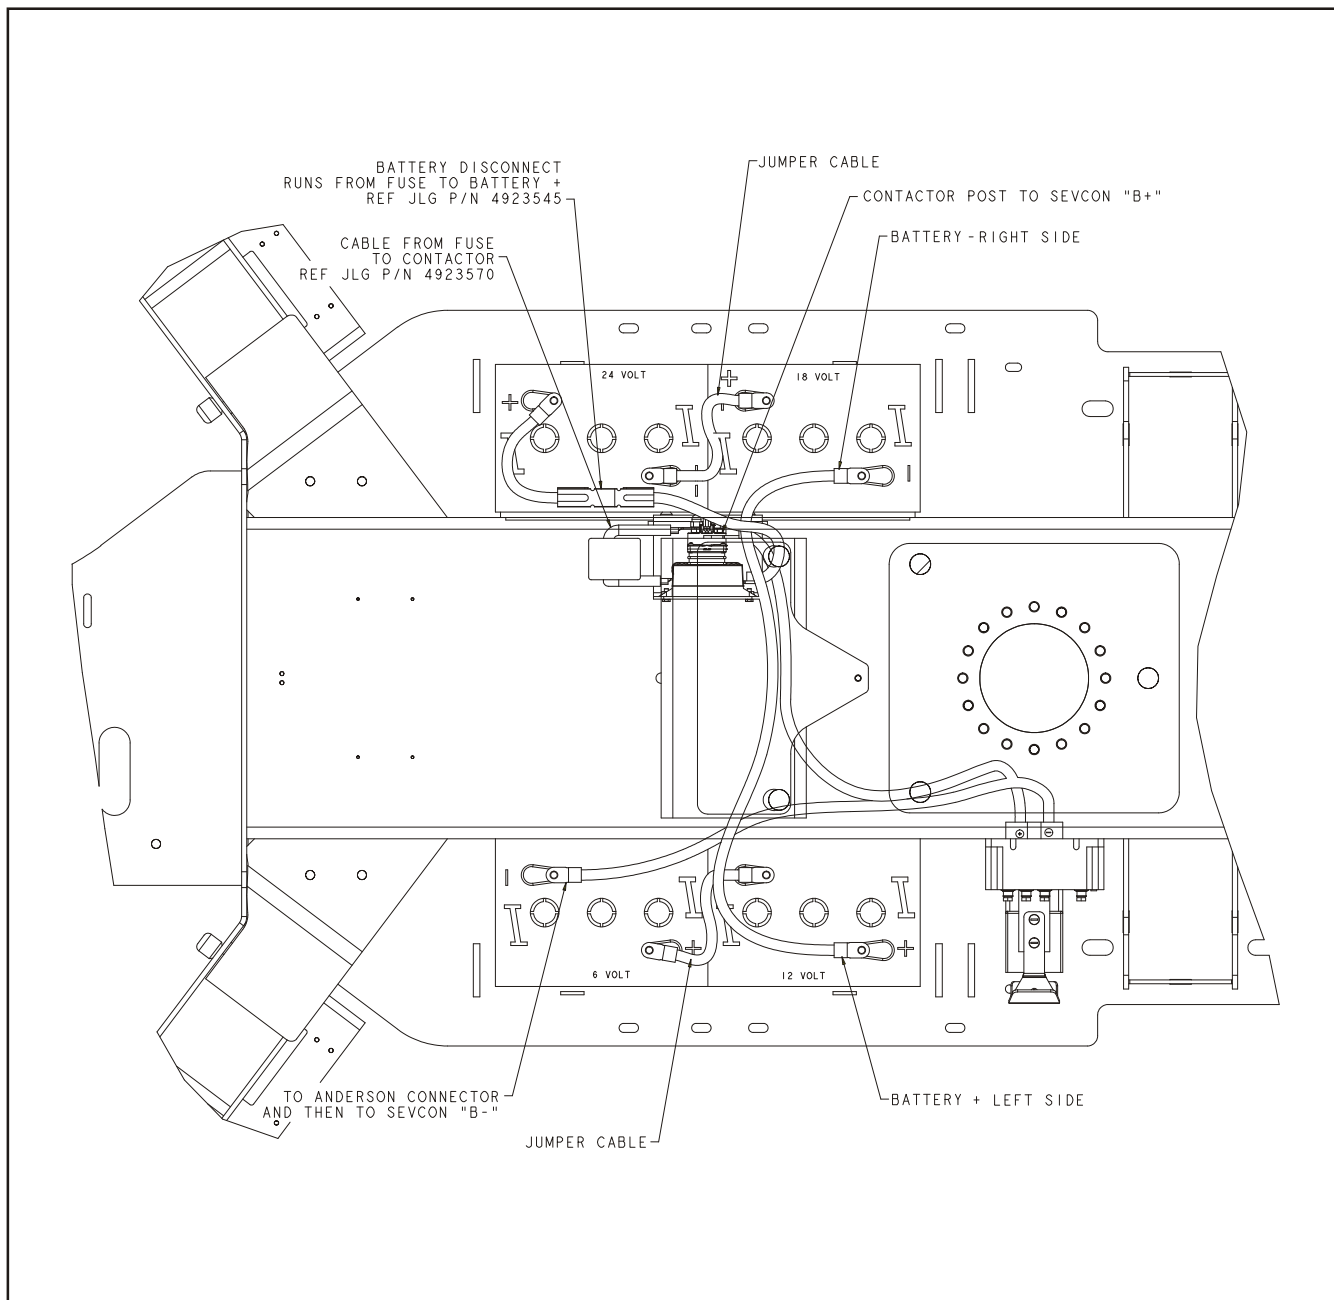 BATTERY DISCONNECT
RUNS FROM FUSE TO BATTERY +
REF JLG P/N 4923545
JUMPER CABLE
CONTACTOR POST TO SEVCON "B+"
CABLE FROM FUSE
TO CONTACTOR
REF JLG P/N 4923570
BATTERY-RIGHT SIDE
24 VOLT
18 VOLT
6 VOLT
12 VOLT
TO ANDERSON CONNECTOR
AND THEN TO SEVCON "B-"
BATTERY + LEFT SIDE
JUMPER CABLE